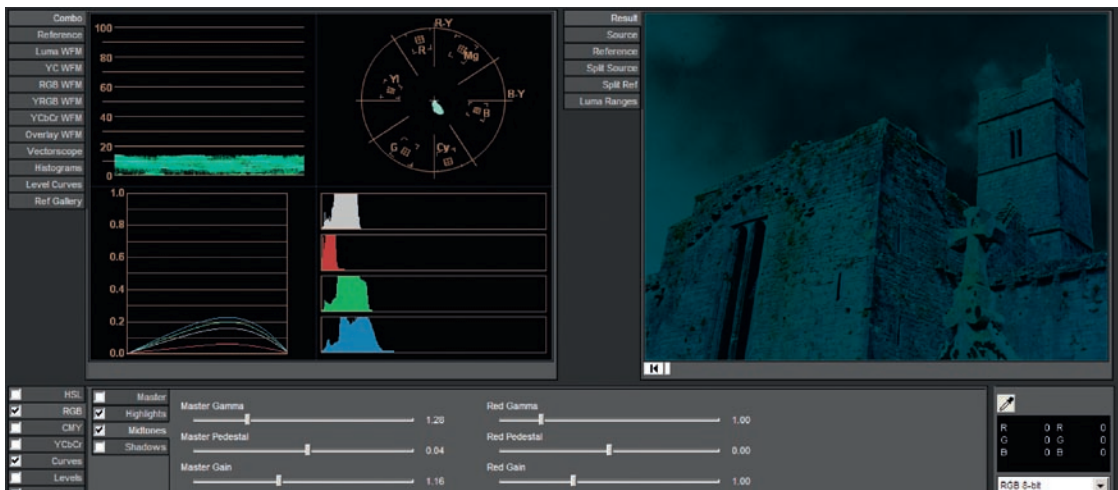 Combo
Reference
Luma WFM
YC WFM
RGB WFM
YRGB WFM
YCbCr WFM
Overlay WFM
Vectorscope
Histograms
Level Curves
Ref Gallery
100
80
60
40
20
0
R-Y
B-Y
R
Mg
Yl
B
G
Cy
1.0
0.8
0.6
0.4
0.2
0.0
Result
Source
Reference
Split Source
Split Ref
Luma Ranges
HSL
RGB
CMY
YCbCr
Curves
Levels
Master
Highlights
Midtones
Shadows
Master Gamma 1.28
Master Pedestal 0.04
Master Gain 1.16
Red Gamma 1.00
Red Pedestal 0.00
Red Gain 1.00
R 0 R 0
G 0 G 0
B 0 B 0
RGB 8-bit